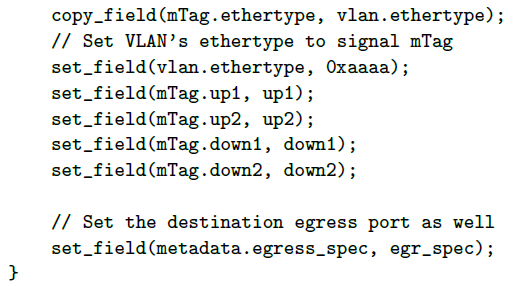 copy_field(mTag.ethertype, vlan.ethertype);
// Set VLAN's ethertype to signal mTag
set_field(vlan.ethertype, 0xaaaa);
set_field(mTag.up1, up1);
set_field(mTag.up2, up2);
set_field(mTag.down1, down1);
set_field(mTag.down2, down2);
// Set the destination egress port as well
set_field(metadata.egress_spec, egr_spec);
}